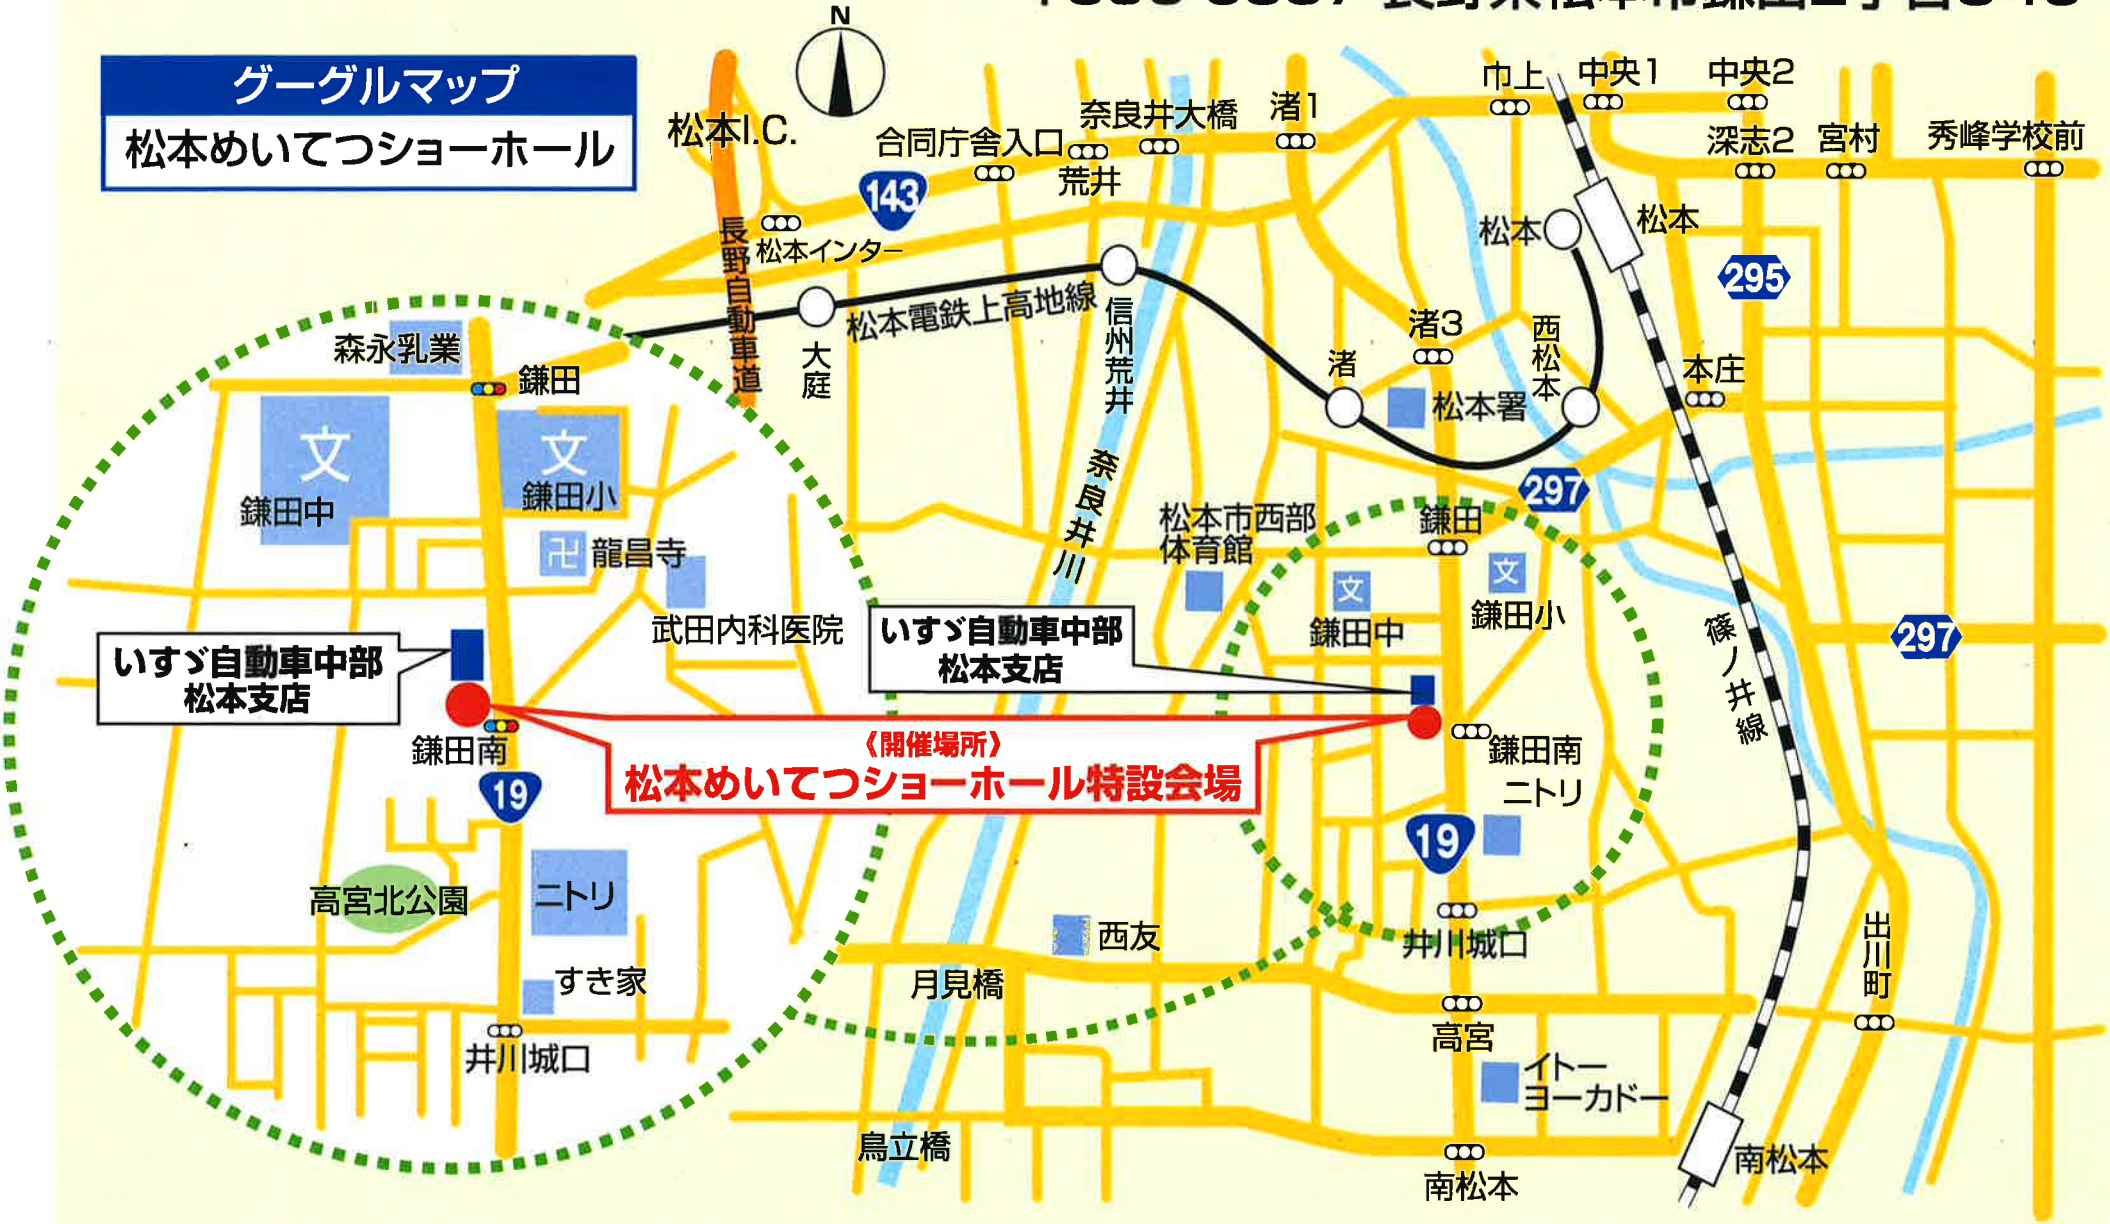 N
グーグルマップ
松本めいてつショーホール
松本I.C.
143
合同庁舎入口
荒井
奈良井大橋
渚1
巾上
中央1
中央2
深志2
宮村
秀峰学校前
松本インター
長野自動車道
松本
松本
295
大庭
松本電鉄上高地線
信州荒井
渚
渚3
松本署
西松本
本庄
297
奈良井川
松本市西部
体育館
鎌田
文
鎌田中
文
鎌田小
篠ノ井線
297
いすゞ自動車中部
松本支店
鎌田南
ニトリ
19
井川城口
西友
月見橋
高宮
イトー
ヨーカドー
出川町
鳥立橋
南松本
南松本
森永乳業
鎌田
文
鎌田中
文
鎌田小
卍
龍昌寺
武田内科医院
いすゞ自動車中部
松本支店
鎌田南
19
《開催場所》
松本めいてつショーホール特設会場
高宮北公園
ニトリ
すき家
井川城口